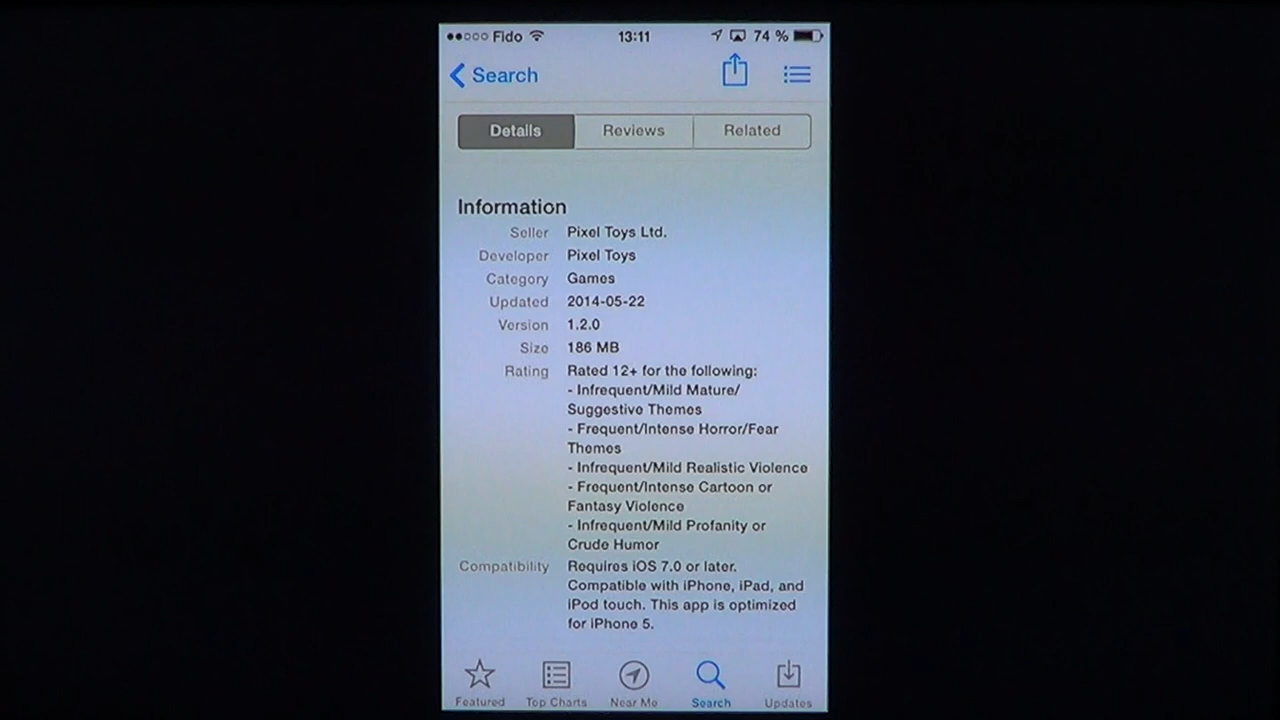 Fido 13:11 74 %
Search
Details Reviews Related
Information
Seller Pixel Toys Ltd.
Developer Pixel Toys
Category Games
Updated 2014-05-22
Version 1.2.0
Size 186 MB
Rating Rated 12+ for the following:
- Infrequent/Mild Mature/
Suggestive Themes
- Frequent/Intense Horror/Fear
Themes
- Infrequent/Mild Realistic Violence
- Frequent/Intense Cartoon or
Fantasy Violence
- Infrequent/Mild Profanity or
Crude Humor
Compatibility Requires iOS 7.0 or later.
Compatible with iPhone, iPad, and
iPod touch. This app is optimized
for iPhone 5.
Featured Top Charts Near Me Search Updates